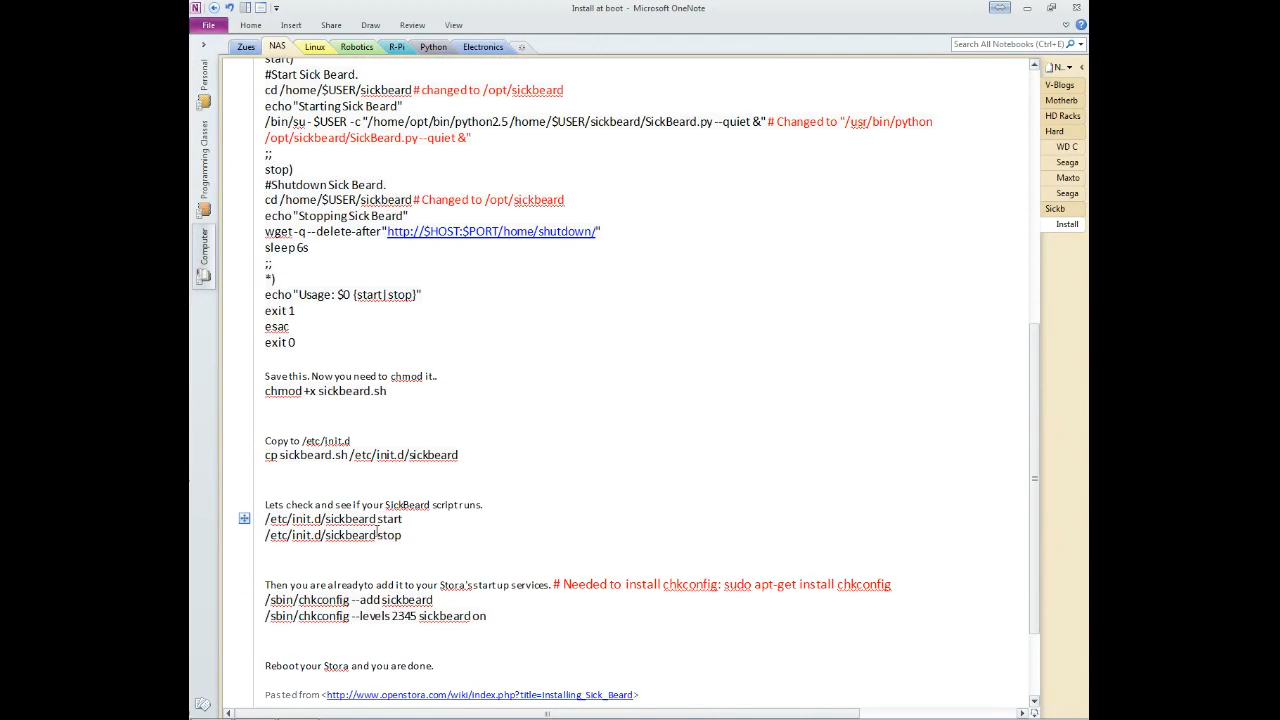 Install at boot - Microsoft OneNote
File Home Insert Share Draw Review View
Zues NAS Linux Robotics R-Pi Python Electronics
Search All Notebooks (Ctrl+E)
Personal
Programming Classes
Computer
start)
#Start Sick Beard.
cd /home/$USER/sickbeard # changed to /opt/sickbeard
echo "Starting Sick Beard"
/bin/su - $USER -c "/home/opt/bin/python2.5 /home/$USER/sickbeard/SickBeard.py --quiet &" # Changed to "/usr/bin/python
/opt/sickbeard/SickBeard.py --quiet &"
;;
stop)
#Shutdown Sick Beard.
cd /home/$USER/sickbeard # Changed to /opt/sickbeard
echo "Stopping Sick Beard"
wget -q --delete-after "http://$HOST:$PORT/home/shutdown/"
sleep 6s
;;
*)
echo "Usage: $0 {start|stop}"
exit 1
esac
exit 0
Save this. Now you need to chmod it..
chmod +x sickbeard.sh
Copy to /etc/init.d
cp sickbeard.sh /etc/init.d/sickbeard
Lets check and see if your SickBeard script runs.
/etc/init.d/sickbeard start
/etc/init.d/sickbeard stop
Then you are already to add it to your Stora's start up services. # Needed to install chkconfig: sudo apt-get install chkconfig
/sbin/chkconfig --add sickbeard
/sbin/chkconfig --levels 2345 sickbeard on
Reboot your Stora and you are done.
Pasted from <http://www.openstora.com/wiki/index.php?title=Installing_Sick_Beard>
N..
V-Blogs
Motherb
HD Racks
Hard
WD C
Seaga
Maxto
Seaga
Sickb
Install